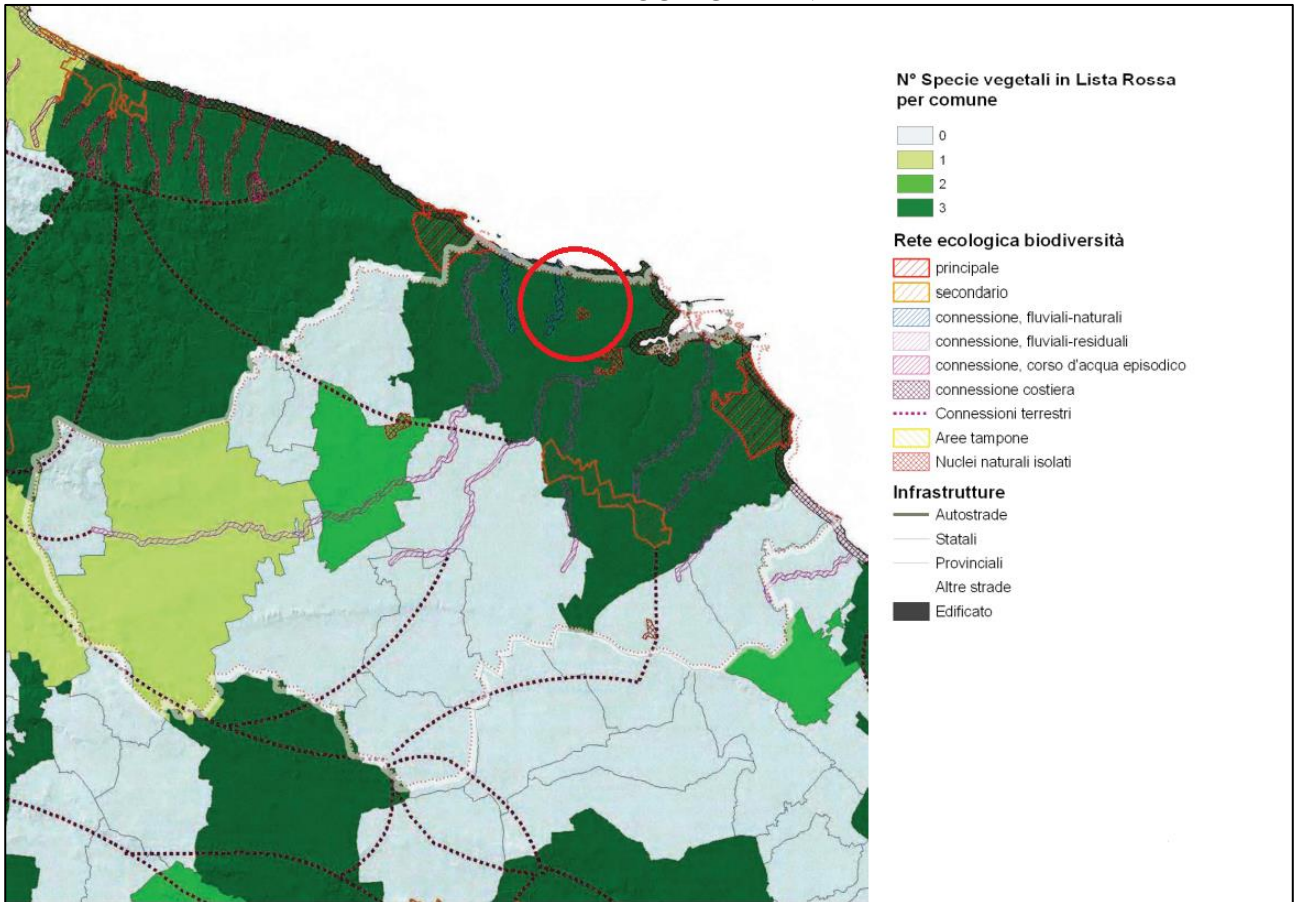 N° Specie vegetali in Lista Rossa
per comune
0
1
2
3
Rete ecologica biodiversità
principale
secondario
connessione, fluviali-naturali
connessione, fluviali-residuali
connessione, corso d'acqua episodico
connessione costiera
Connessioni terrestri
Aree tampone
Nuclei naturali isolati
Infrastrutture
Autostrade
Statali
Provinciali
Altre strade
Edificato